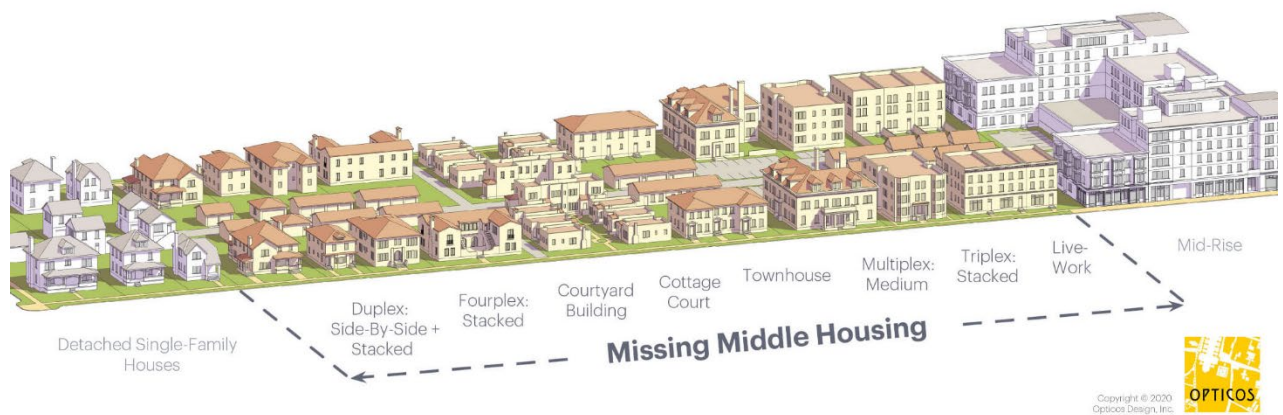 Detached Single-Family
Houses
Duplex:
Side-By-Side +
Stacked
Fourplex:
Stacked
Courtyard
Building
Cottage
Court
Townhouse
Multiplex:
Medium
Triplex:
Stacked
Live-
Work
Mid-Rise
Missing Middle Housing
Copyright © 2020
Opticos Design, Inc.
OPTICOS